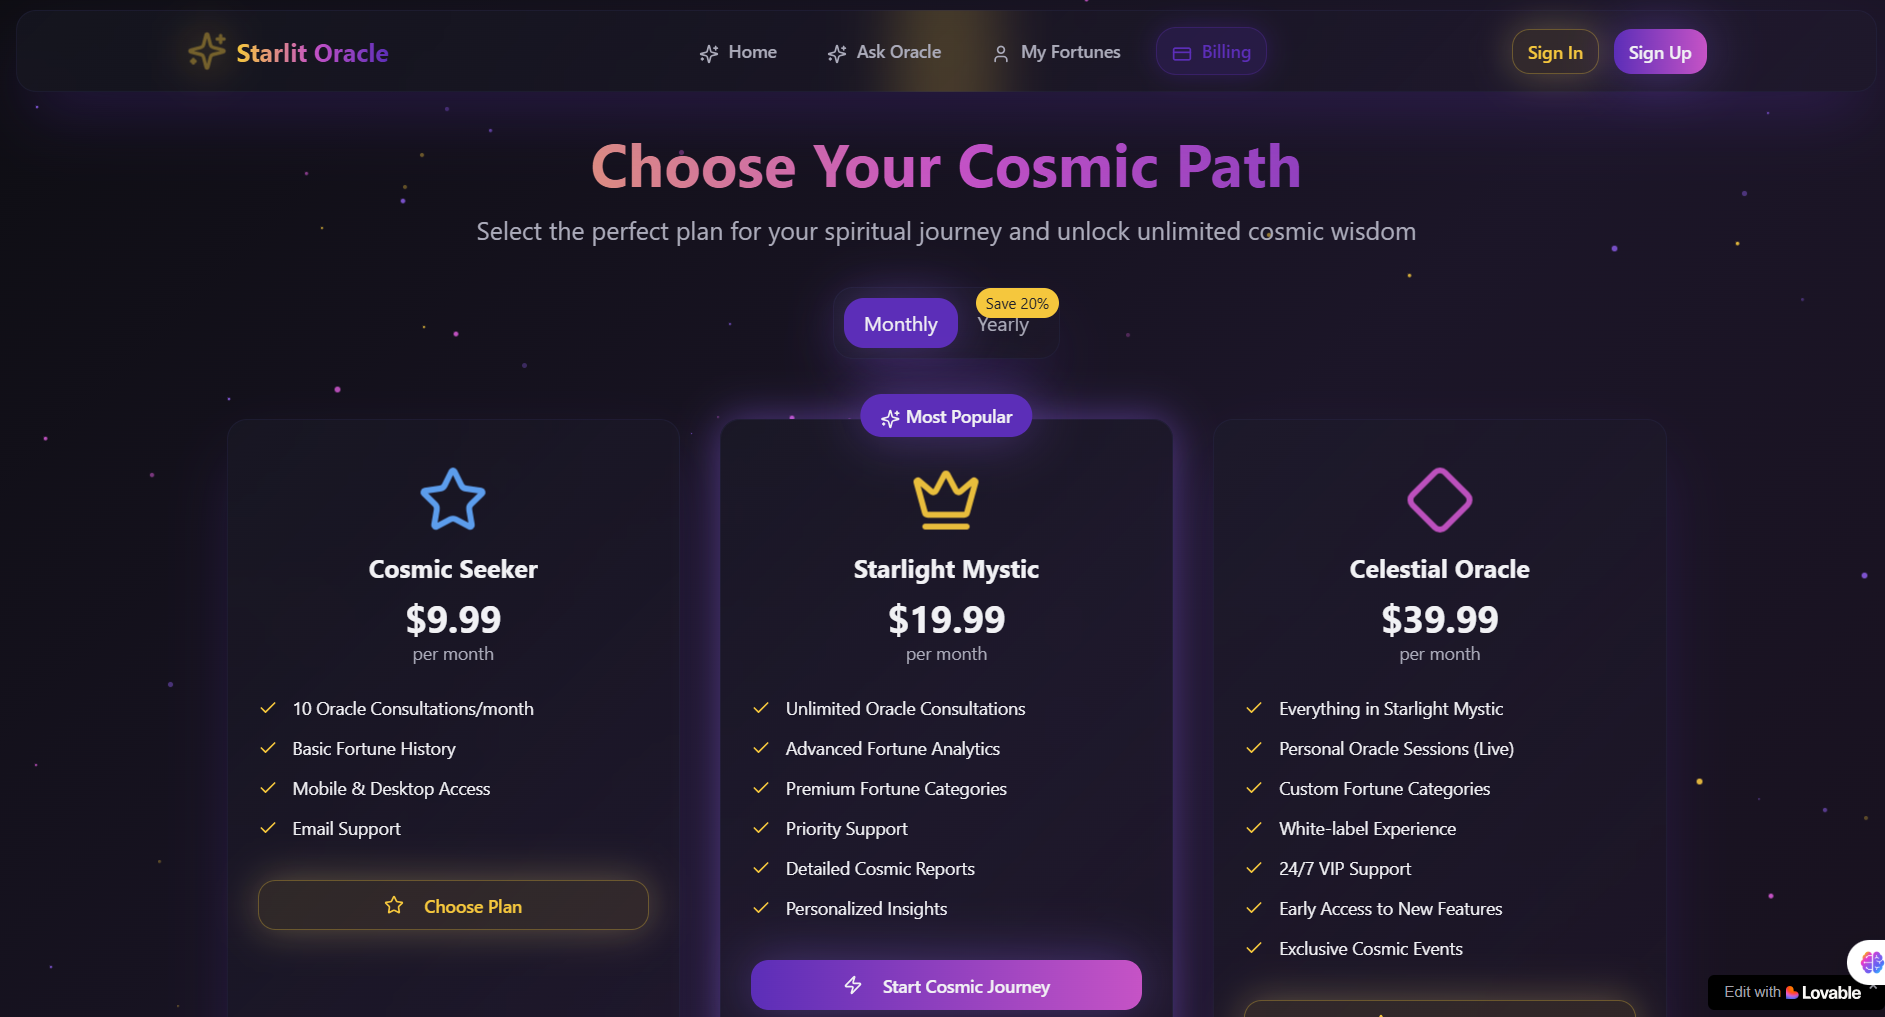 Starlit Oracle
Home
Ask Oracle
My Fortunes
Billing
Sign In
Sign Up
Choose Your Cosmic Path
Select the perfect plan for your spiritual journey and unlock unlimited cosmic wisdom
Monthly
Save 20%
Yearly
Cosmic Seeker
$9.99
per month
10 Oracle Consultations/month
Basic Fortune History
Mobile & Desktop Access
Email Support
Choose Plan
Most Popular
Starlight Mystic
$19.99
per month
Unlimited Oracle Consultations
Advanced Fortune Analytics
Premium Fortune Categories
Priority Support
Detailed Cosmic Reports
Personalized Insights
Start Cosmic Journey
Celestial Oracle
$39.99
per month
Everything in Starlight Mystic
Personal Oracle Sessions (Live)
Custom Fortune Categories
White-label Experience
24/7 VIP Support
Early Access to New Features
Exclusive Cosmic Events
Edit with Lovable